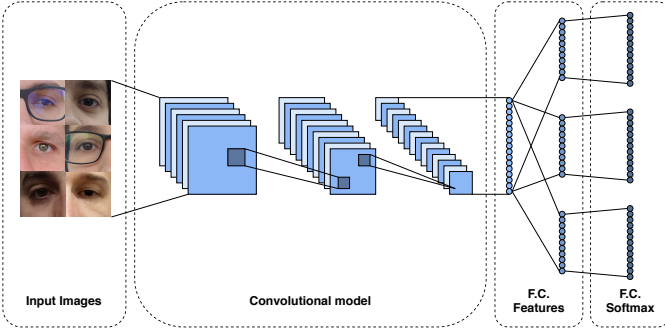 Input Images
Convolutional model
F.C.
Features
F.C.
Softmax